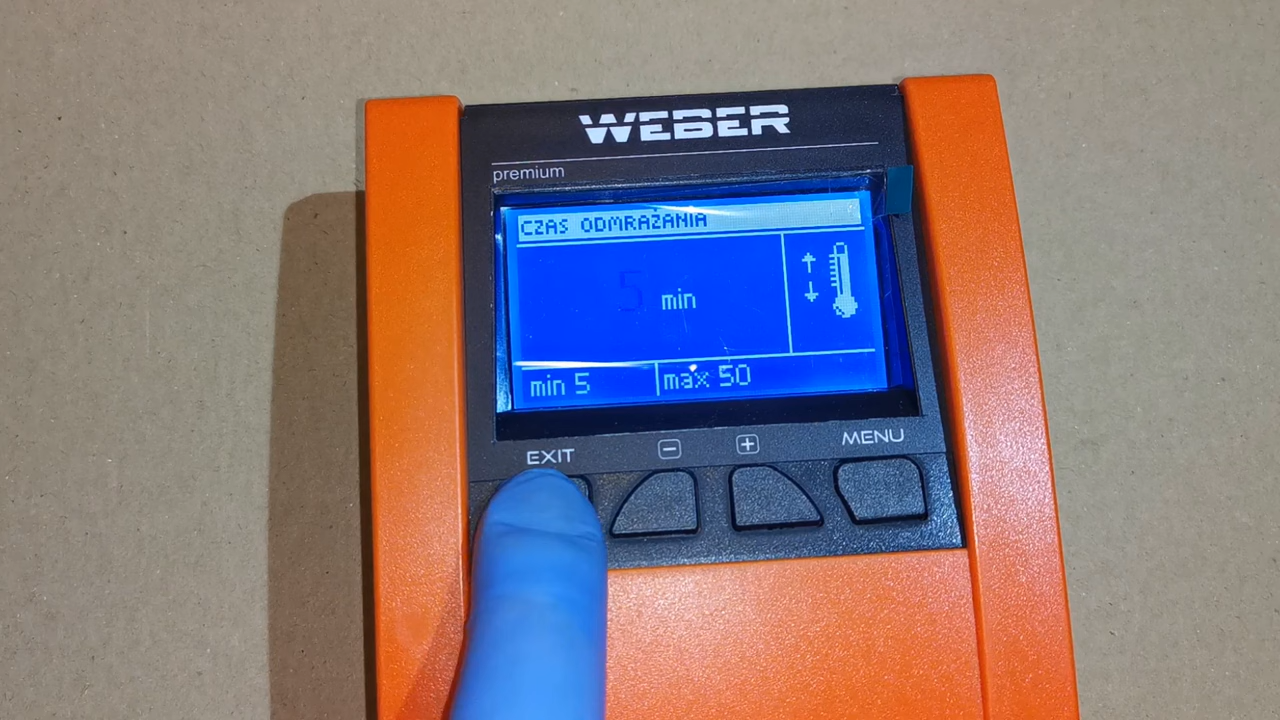 WEBER
premium
CZAS ODMRAŻANIA
5 min
min 5 max 50
EXIT - + MENU